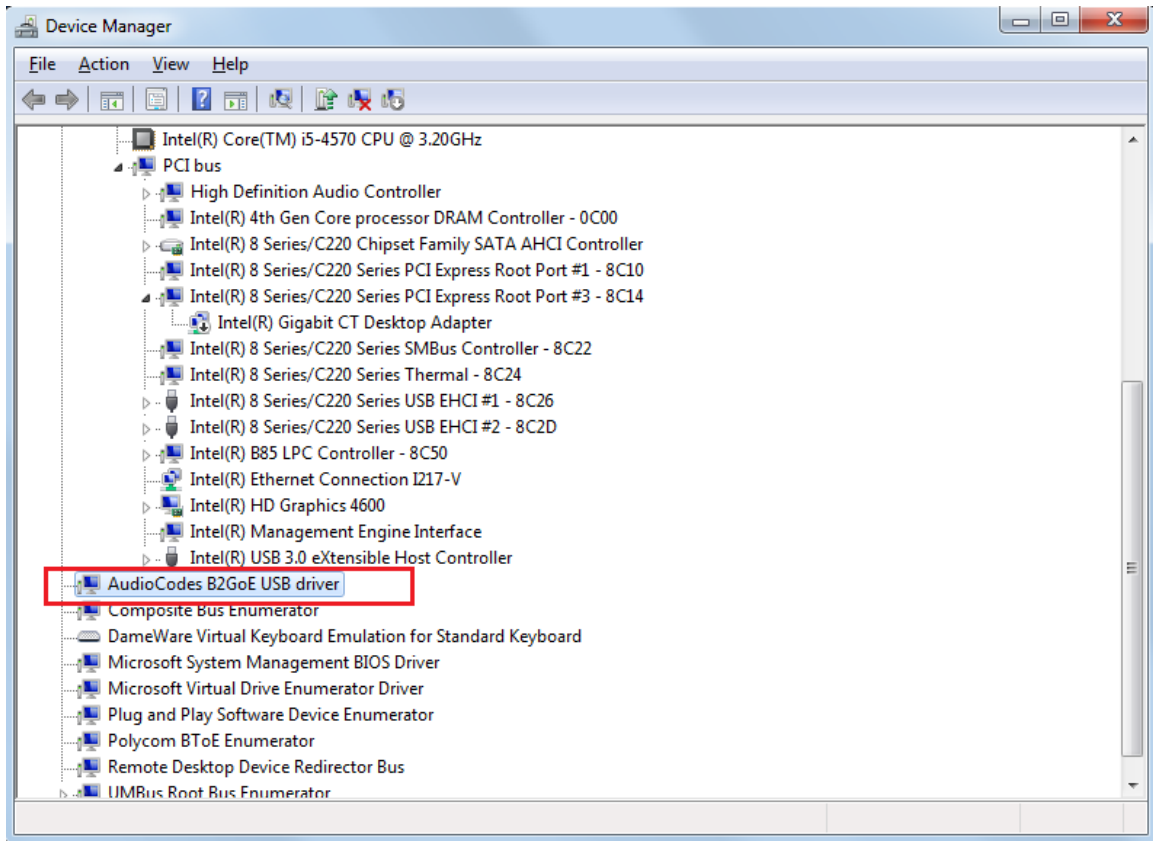 Device Manager
File Action View Help
Intel(R) Core(TM) i5-4570 CPU @ 3.20GHz
PCI bus
High Definition Audio Controller
Intel(R) 4th Gen Core processor DRAM Controller - 0C00
Intel(R) 8 Series/C220 Chipset Family SATA AHCI Controller
Intel(R) 8 Series/C220 Series PCI Express Root Port #1 - 8C10
Intel(R) 8 Series/C220 Series PCI Express Root Port #3 - 8C14
Intel(R) Gigabit CT Desktop Adapter
Intel(R) 8 Series/C220 Series SMBus Controller - 8C22
Intel(R) 8 Series/C220 Series Thermal - 8C24
Intel(R) 8 Series/C220 Series USB EHCI #1 - 8C26
Intel(R) 8 Series/C220 Series USB EHCI #2 - 8C2D
Intel(R) B85 LPC Controller - 8C50
Intel(R) Ethernet Connection I217-V
Intel(R) HD Graphics 4600
Intel(R) Management Engine Interface
Intel(R) USB 3.0 eXtensible Host Controller
AudioCodes B2GoE USB driver
Composite Bus Enumerator
DameWare Virtual Keyboard Emulation for Standard Keyboard
Microsoft System Management BIOS Driver
Microsoft Virtual Drive Enumerator Driver
Plug and Play Software Device Enumerator
Polycom BToE Enumerator
Remote Desktop Device Redirector Bus
UMBus Root Bus Enumerator